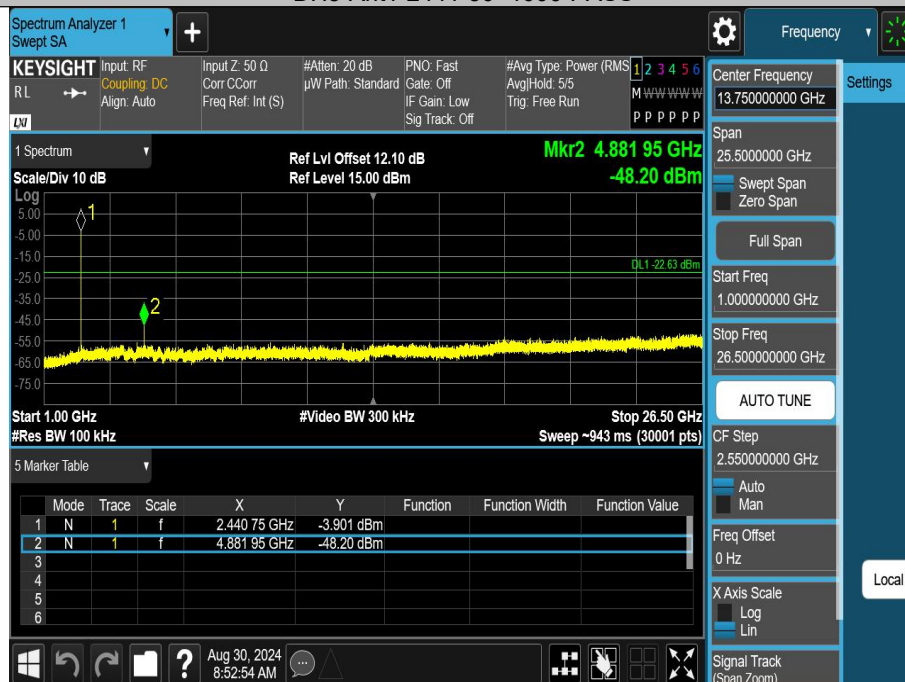 Spectrum Analyzer 1
Swept SA
Frequency
KEYSIGHT
RL
LXI
Input: RF
Coupling: DC
Align: Auto
Input Z: 50 Ω
Corr CCorr
Freq Ref: Int (S)
#Atten: 20 dB
µW Path: Standard
PNO: Fast
Gate: Off
IF Gain: Low
Sig Track: Off
#Avg Type: Power (RMS
Avg|Hold: 5/5
Trig: Free Run
1 2 3 4 5 6
M W W W W W
P P P P P P
1 Spectrum
Scale/Div 10 dB
Ref Lvl Offset 12.10 dB
Ref Level 15.00 dBm
Mkr2 4.881 95 GHz
-48.20 dBm
Log
5.00
-5.00
-15.0
-25.0
-35.0
-45.0
-55.0
-65.0
-75.0
1
2
DL1 -22.63 dBm
Start 1.00 GHz
#Video BW 300 kHz
Stop 26.50 GHz
#Res BW 100 kHz
Sweep ~943 ms (30001 pts)
5 Marker Table
Mode Trace Scale X Y Function Function Width Function Value
1 N 1 f 2.440 75 GHz -3.901 dBm
2 N 1 f 4.881 95 GHz -48.20 dBm
3
4
5
6
Aug 30, 2024
8:52:54 AM
Center Frequency
13.750000000 GHz
Settings
Span
25.5000000 GHz
Swept Span
Zero Span
Full Span
Start Freq
1.000000000 GHz
Stop Freq
26.500000000 GHz
AUTO TUNE
CF Step
2.550000000 GHz
Auto
Man
Freq Offset
0 Hz
Local
X Axis Scale
Log
Lin
Signal Track
(Span Zoom)